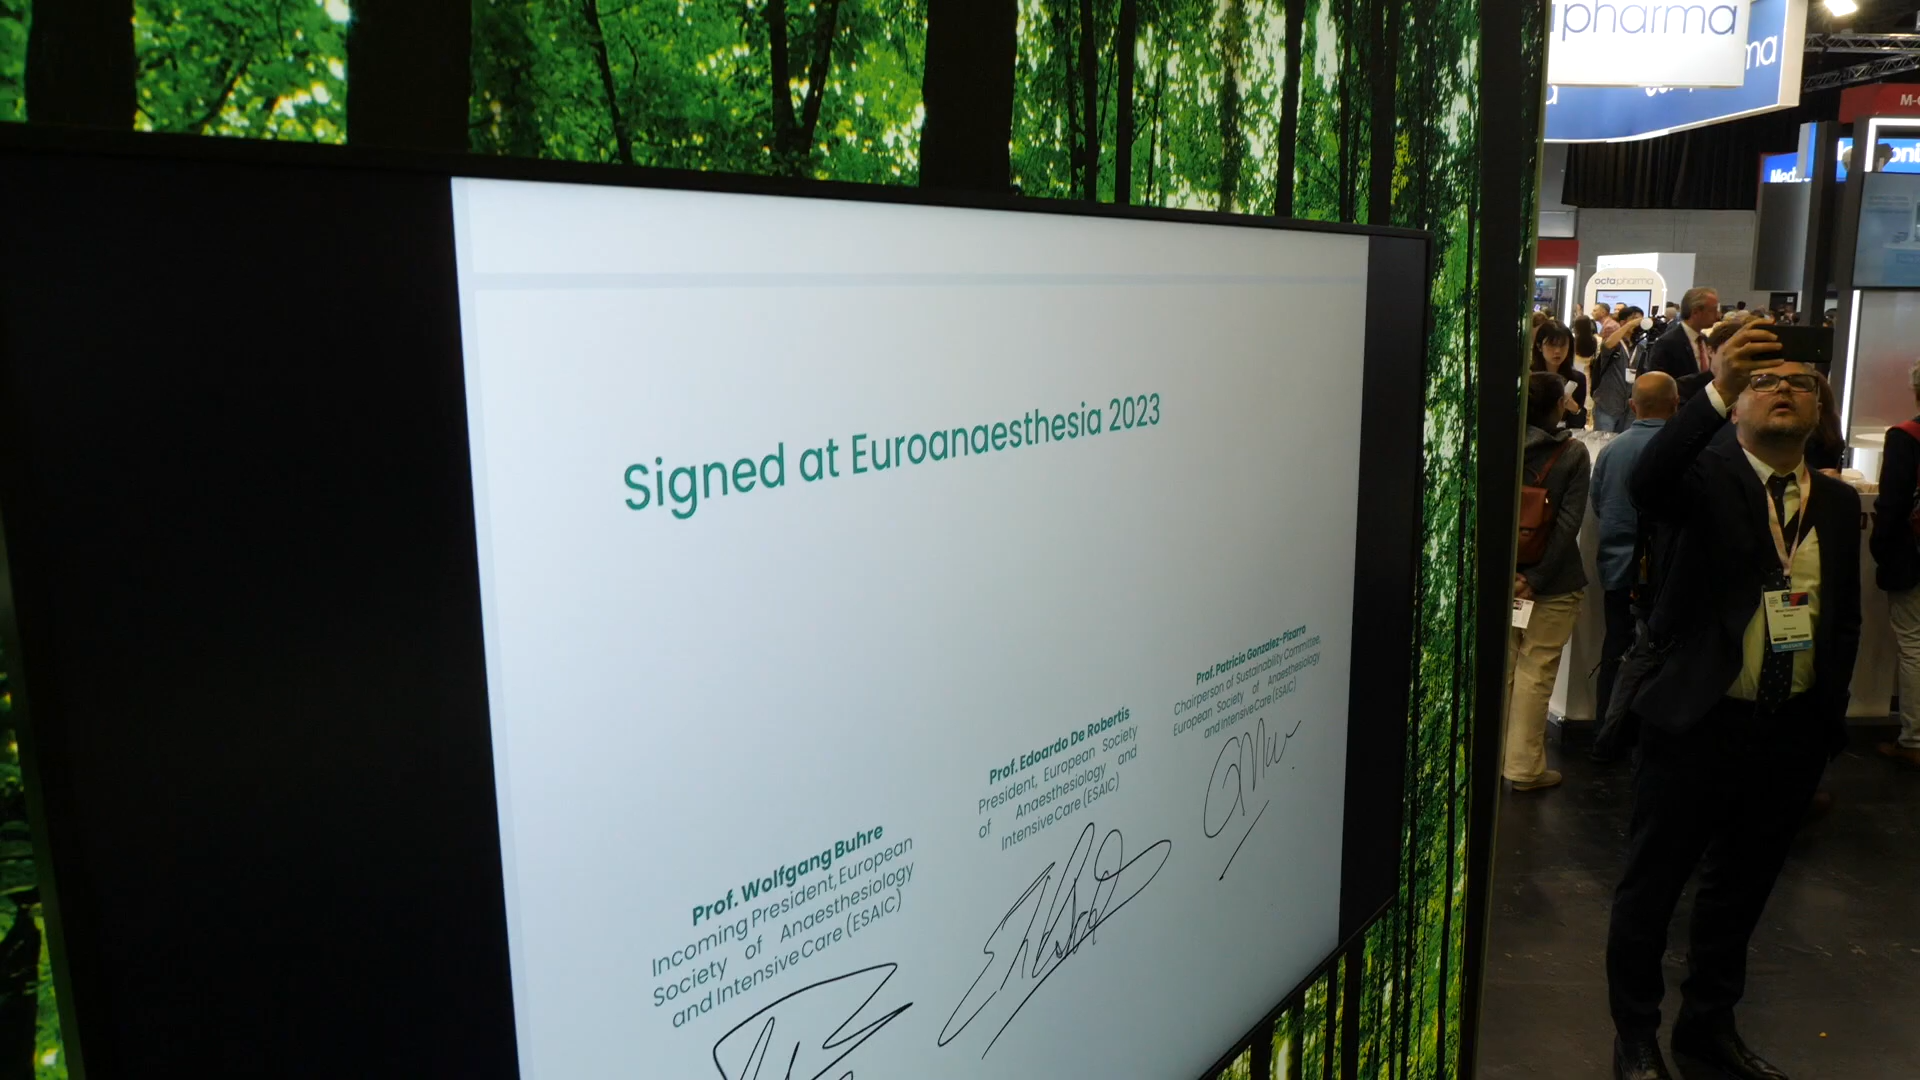 Signed at Euroanaesthesia 2023
Prof. Wolfgang Buhre
Incoming President, European
Society of Anaesthesiology
and Intensive Care (ESAIC)
Prof. Edoardo De Robertis
President, European Society
of Anaesthesiology and
Intensive Care (ESAIC)
Prof. Patricio Gonzalez-Pizarro
Chairperson of Sustainability Committee,
European Society of Anaesthesiology
and Intensive Care (ESAIC)
pharma
ma
octapharma